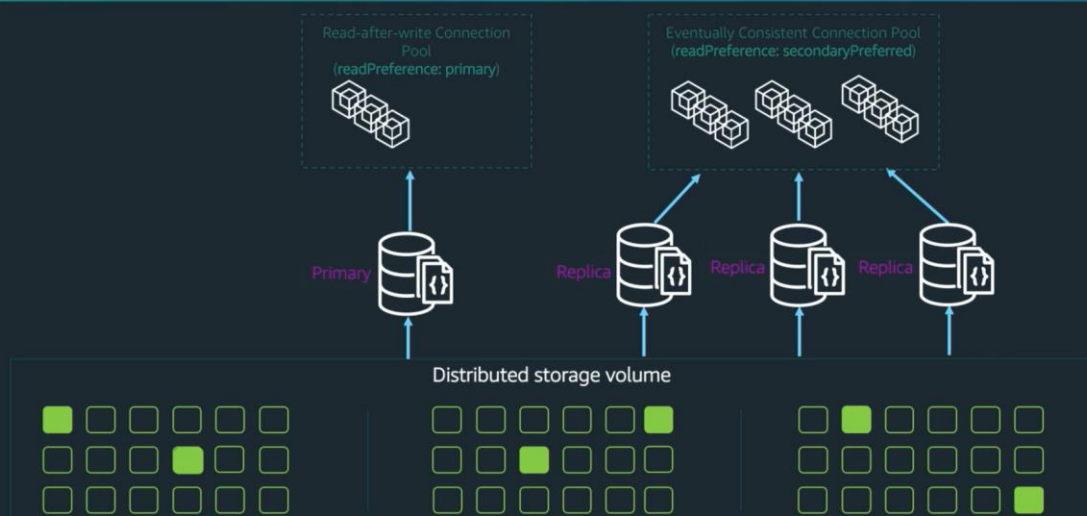 Read-after-write Connection
Pool
(readPreference: primary)
Eventually Consistent Connection Pool
(readPreference: secondaryPreferred)
Primary
Replica
Replica
Replica
Distributed storage volume